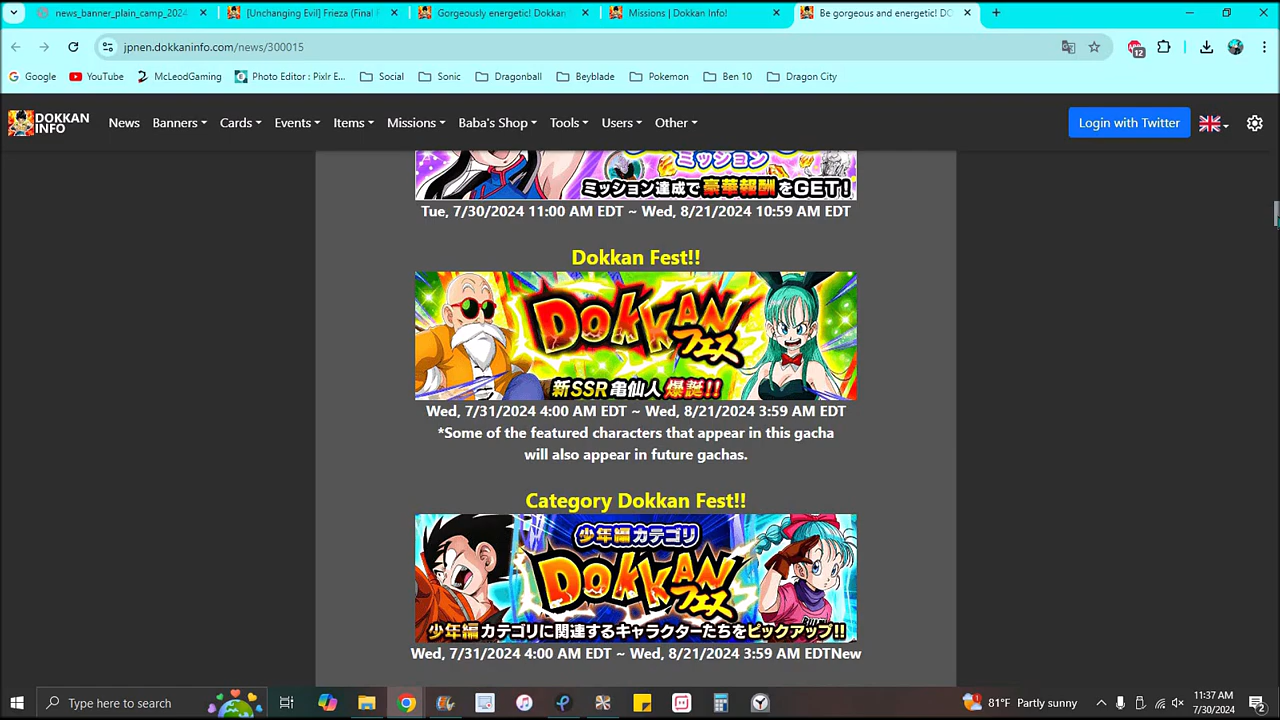 news_banner_plain_camp_2024
[Unchanging Evil] Frieza (Final F
Gorgeously energetic! Dokkan
Missions | Dokkan Info!
Be gorgeous and energetic! DO
jpnen.dokkaninfo.com/news/300015
12
Google
YouTube
McLeodGaming
Photo Editor : Pixlr E...
Social
Sonic
Dragonball
Beyblade
Pokemon
Ben 10
Dragon City
DOKKAN
INFO
News
Banners
Cards
Events
Items
Missions
Baba's Shop
Tools
Users
Other
Login with Twitter
ミッション
ミッション達成で豪華報酬をGET!
Tue, 7/30/2024 11:00 AM EDT ~ Wed, 8/21/2024 10:59 AM EDT
Dokkan Fest!!
DOKKAN
フェス
新SSR亀仙人爆誕!!
Wed, 7/31/2024 4:00 AM EDT ~ Wed, 8/21/2024 3:59 AM EDT
*Some of the featured characters that appear in this gacha
will also appear in future gachas.
Category Dokkan Fest!!
少年編カテゴリ
DOKKAN
フェス
少年編カテゴリに関連するキャラクターたちをピックアップ!!
Wed, 7/31/2024 4:00 AM EDT ~ Wed, 8/21/2024 3:59 AM EDTNew
Type here to search
81°F Partly sunny
11:37 AM
7/30/2024
2